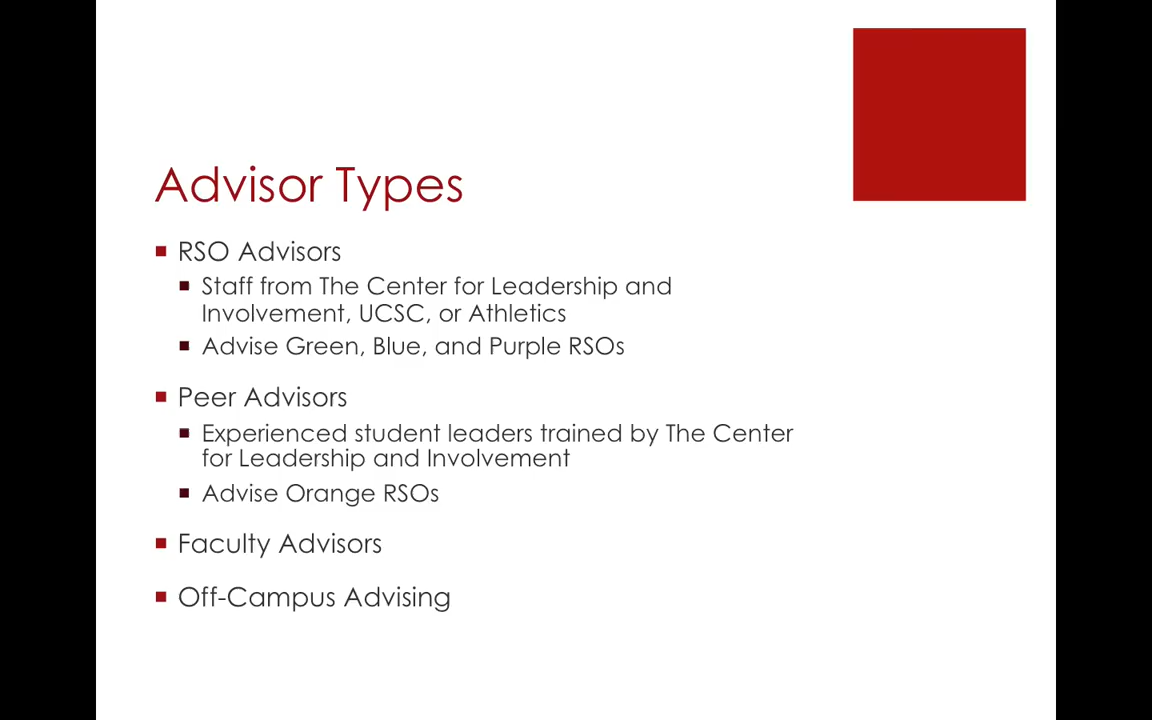 Advisor Types
RSO Advisors
Staff from The Center for Leadership and
Involvement, UCSC, or Athletics
Advise Green, Blue, and Purple RSOs
Peer Advisors
Experienced student leaders trained by The Center
for Leadership and Involvement
Advise Orange RSOs
Faculty Advisors
Off-Campus Advising